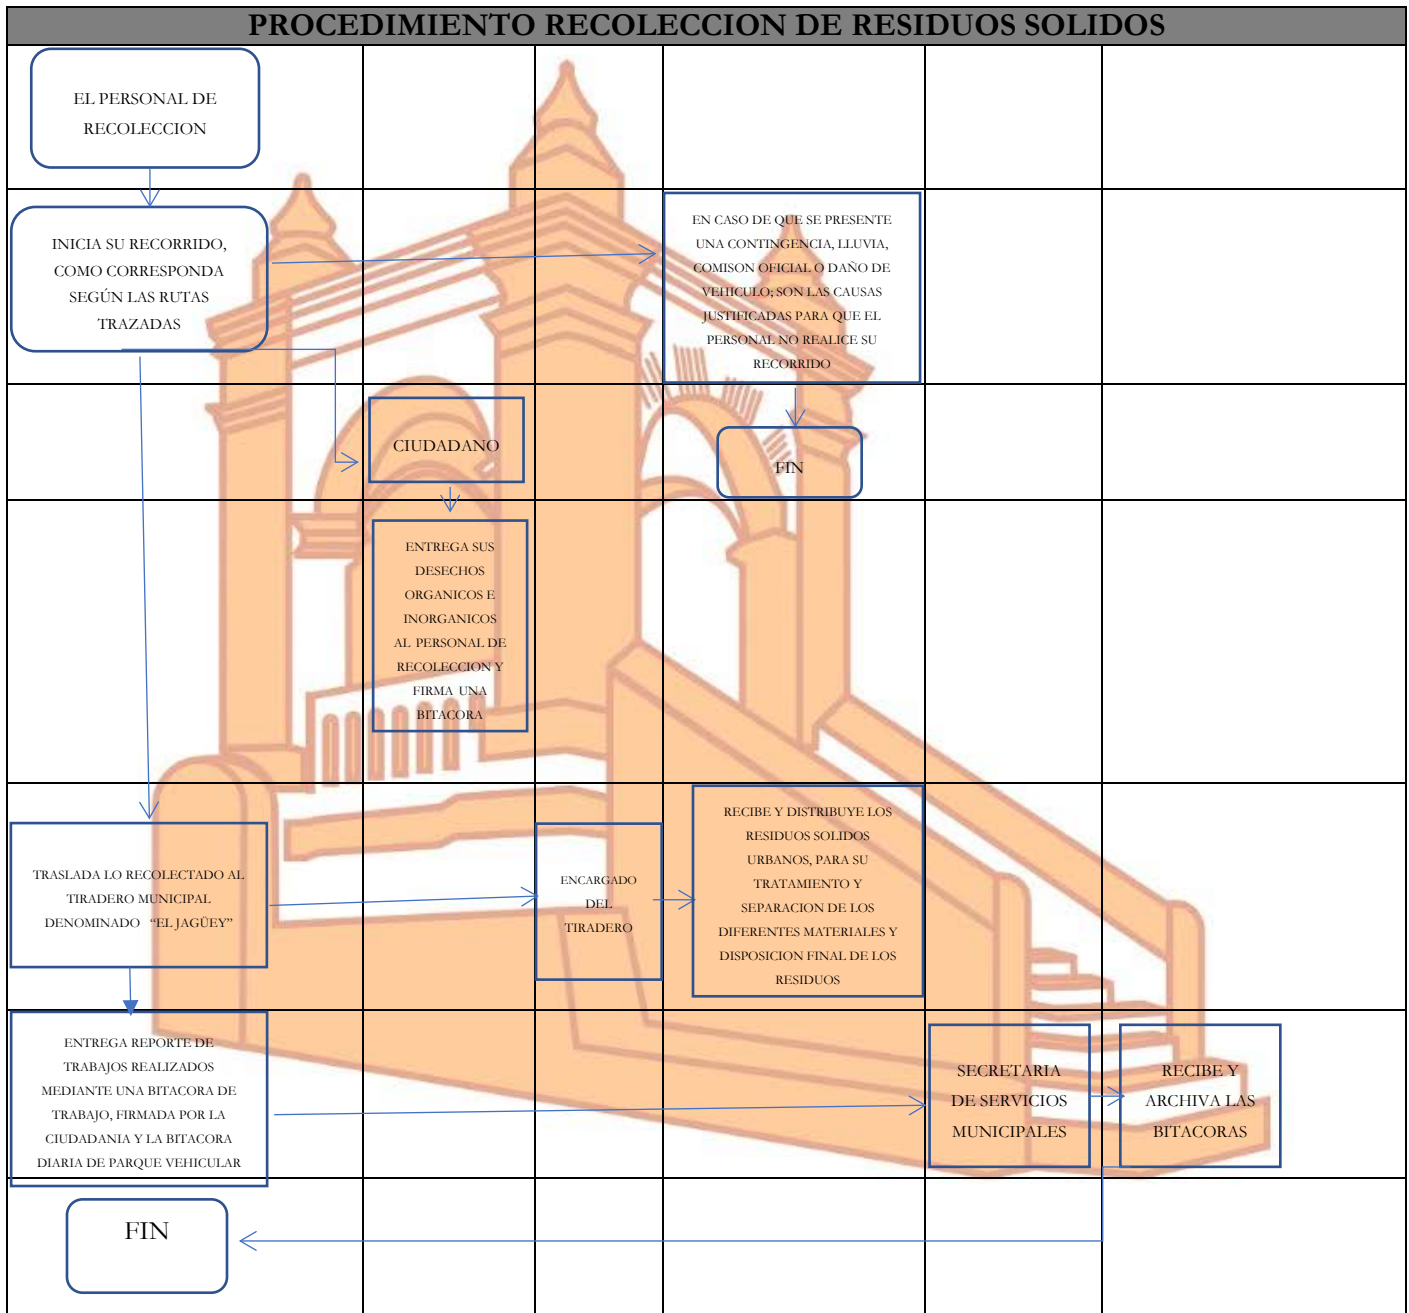 PROCEDIMIENTO RECOLECCION DE RESIDUOS SOLIDOS
EL PERSONAL DE
RECOLECCION
INICIA SU RECORRIDO,
COMO CORRESPONDA
SEGÚN LAS RUTAS
TRAZADAS
EN CASO DE QUE SE PRESENTE
UNA CONTINGENCIA, LLUVIA,
COMISON OFICIAL O DAÑO DE
VEHICULO; SON LAS CAUSAS
JUSTIFICADAS PARA QUE EL
PERSONAL NO REALICE SU
RECORRIDO
CIUDADANO
FIN
ENTREGA SUS
DESECHOS
ORGANICOS E
INORGANICOS
AL PERSONAL DE
RECOLECCION Y
FIRMA UNA
BITACORA
TRASLADA LO RECOLECTADO AL
TIRADERO MUNICIPAL
DENOMINADO “EL JAGÜEY”
ENCARGADO
DEL
TIRADERO
RECIBE Y DISTRIBUYE LOS
RESIDUOS SOLIDOS
URBANOS, PARA SU
TRATAMIENTO Y
SEPARACION DE LOS
DIFERENTES MATERIALES Y
DISPOSICION FINAL DE LOS
RESIDUOS
ENTREGA REPORTE DE
TRABAJOS REALIZADOS
MEDIANTE UNA BITACORA DE
TRABAJO, FIRMADA POR LA
CIUDADANIA Y LA BITACORA
DIARIA DE PARQUE VEHICULAR
SECRETARIA
DE SERVICIOS
MUNICIPALES
RECIBE Y
ARCHIVA LAS
BITACORAS
FIN